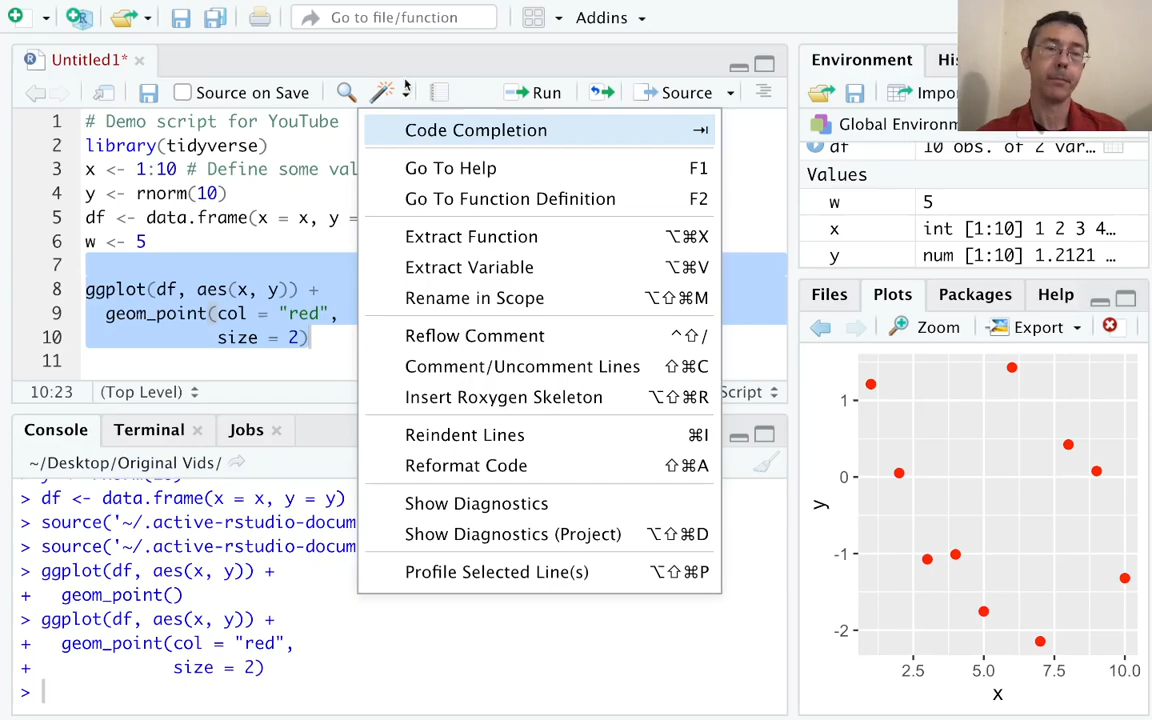 Go to file/function
Addins
Untitled1*
Source on Save
Run
Source
1 # Demo script for YouTube
2 library(tidyverse)
3 x <- 1:10 # Define some val
4 y <- rnorm(10)
5 df <- data.frame(x = x, y =
6 w <- 5
7
8 ggplot(df, aes(x, y)) +
9 geom_point(col = "red",
10 size = 2)
11
10:23 (Top Level) Script
Code Completion ⇥
Go To Help F1
Go To Function Definition F2
Extract Function ⌥⌘X
Extract Variable ⌥⌘V
Rename in Scope ⌥⇧⌘M
Reflow Comment ^⇧/
Comment/Uncomment Lines ⇧⌘C
Insert Roxygen Skeleton ⌥⇧⌘R
Reindent Lines ⌘I
Reformat Code ⇧⌘A
Show Diagnostics
Show Diagnostics (Project) ⌥⇧⌘D
Profile Selected Line(s) ⌥⇧⌘P
Console Terminal Jobs
~/Desktop/Original Vids/
> df <- data.frame(x = x, y = y)
> source('~/.active-rstudio-docum
> source('~/.active-rstudio-docum
> ggplot(df, aes(x, y)) +
+ geom_point()
> ggplot(df, aes(x, y)) +
+ geom_point(col = "red",
+ size = 2)
>
Environment His
Impo
Global Environm
df 10 obs. of 2 var…
Values
w 5
x int [1:10] 1 2 3 4…
y num [1:10] 1.2121 …
Files Plots Packages Help
Zoom Export
1
0
-1
-2
y
2.5 5.0 7.5 10.0
x